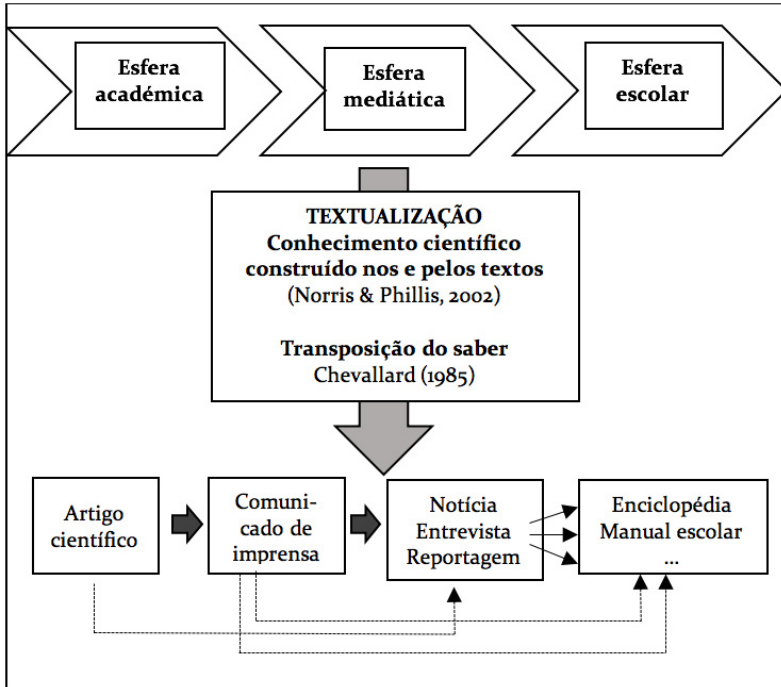 Esfera
académica
Esfera
mediática
Esfera
escolar
TEXTUALIZAÇÃO
Conhecimento científico
construído nos e pelos textos
(Norris & Phillis, 2002)
Transposição do saber
Chevallard (1985)
Artigo
científico
Comuni-
cado de
imprensa
Notícia
Entrevista
Reportagem
Enciclopédia
Manual escolar
...